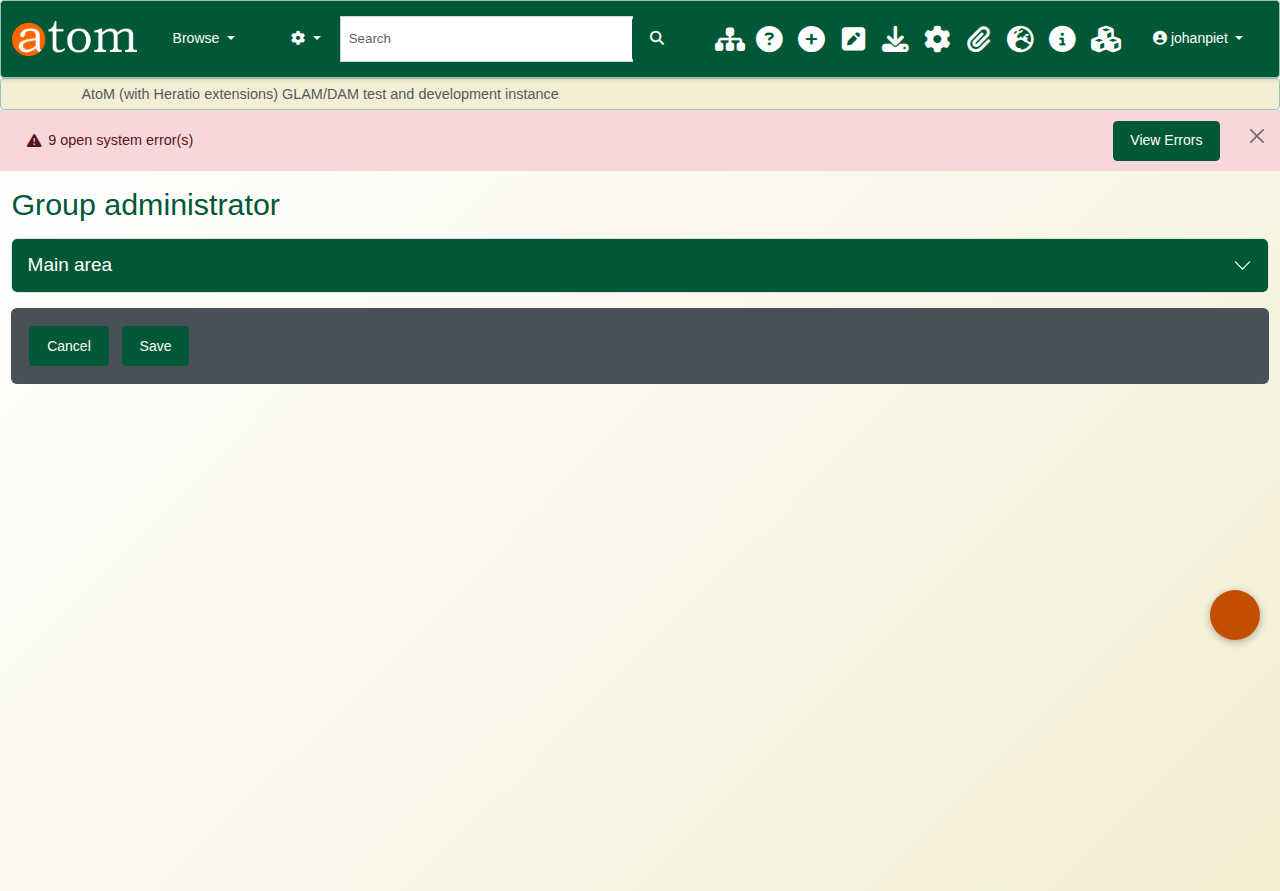 atom
Browse
Search
johanpiet
AtoM (with Heratio extensions) GLAM/DAM test and development instance
9 open system error(s)
View Errors
Group administrator
Main area
Cancel
Save